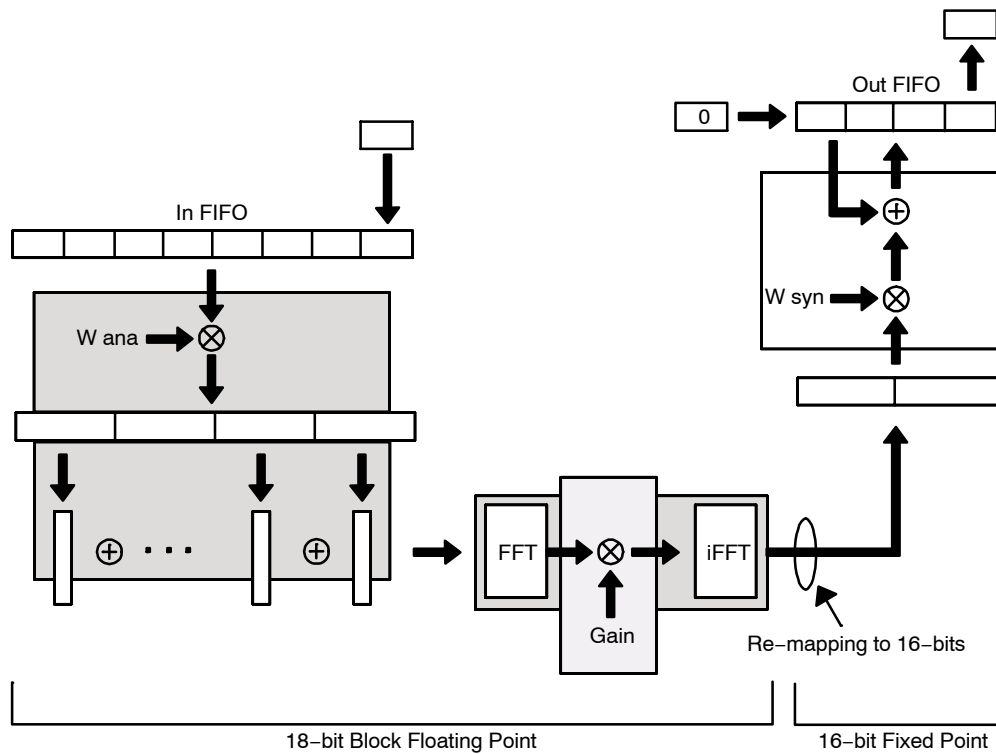 Out FIFO
0
In FIFO
W syn
W ana
FFT
iFFT
Gain
Re−mapping to 16−bits
18−bit Block Floating Point
16−bit Fixed Point